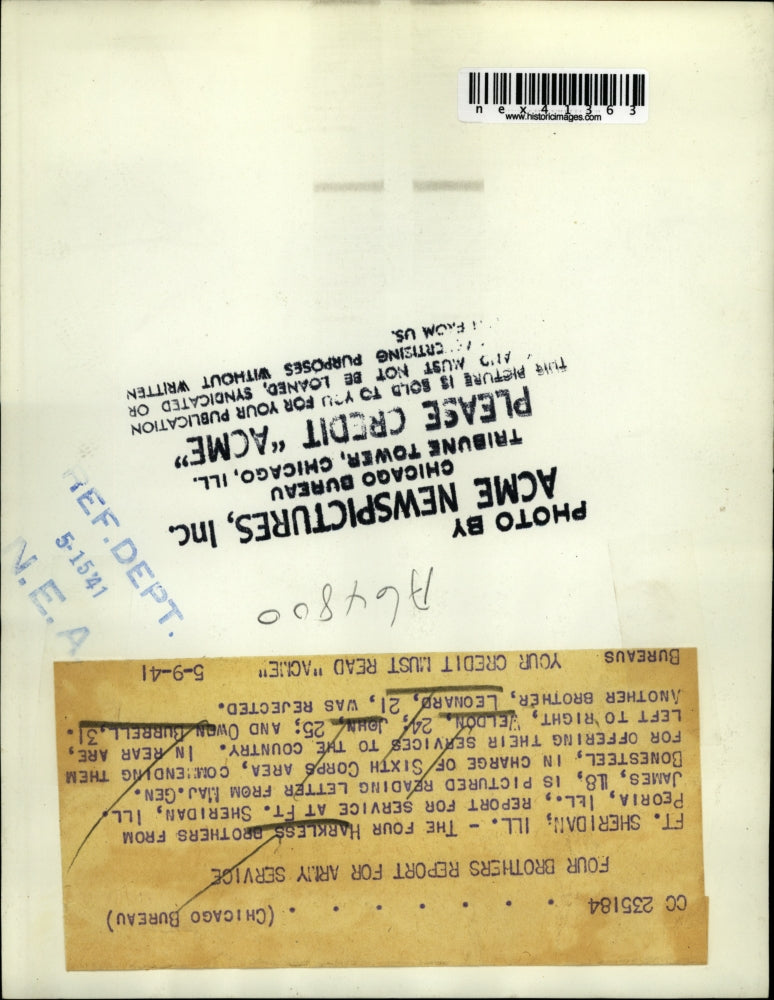 nex41363
www.historicimages.com
CC 235184 . . . . . . . (CHICAGO BUREAU)
FOUR BROTHERS REPORT FOR ARMY SERVICE
FT. SHERIDAN, ILL. - THE FOUR HARKLESS BROTHERS FROM
PEORIA, ILL., REPORT FOR SERVICE AT FT. SHERIDAN, ILL.
JAMES, 18, IS PICTURED READING LETTER FROM MAJ.GEN.
BONESTEEL, IN CHARGE OF SIXTH CORPS AREA, COMMENDING THEM
FOR OFFERING THEIR SERVICES TO THE COUNTRY. IN REAR ARE,
LEFT TO RIGHT, WELDON, 24; JOHN, 25; AND OWEN BURRELL, 31.
ANOTHER BROTHER, LEONARD, 21, WAS REJECTED.
BUREAUS YOUR CREDIT MUST READ "ACME" 5-9-41
A64800
PHOTO BY
ACME NEWSPICTURES, Inc.
CHICAGO BUREAU
TRIBUNE TOWER, CHICAGO, ILL.
PLEASE CREDIT "ACME"
THIS PICTURE IS SOLD TO YOU FOR YOUR PUBLICATION
AND MUST NOT BE LOANED, SYNDICATED OR
PURPOSES WITHOUT WRITTEN
FROM US.
REF. DEPT.
5-15'41
N.E.A